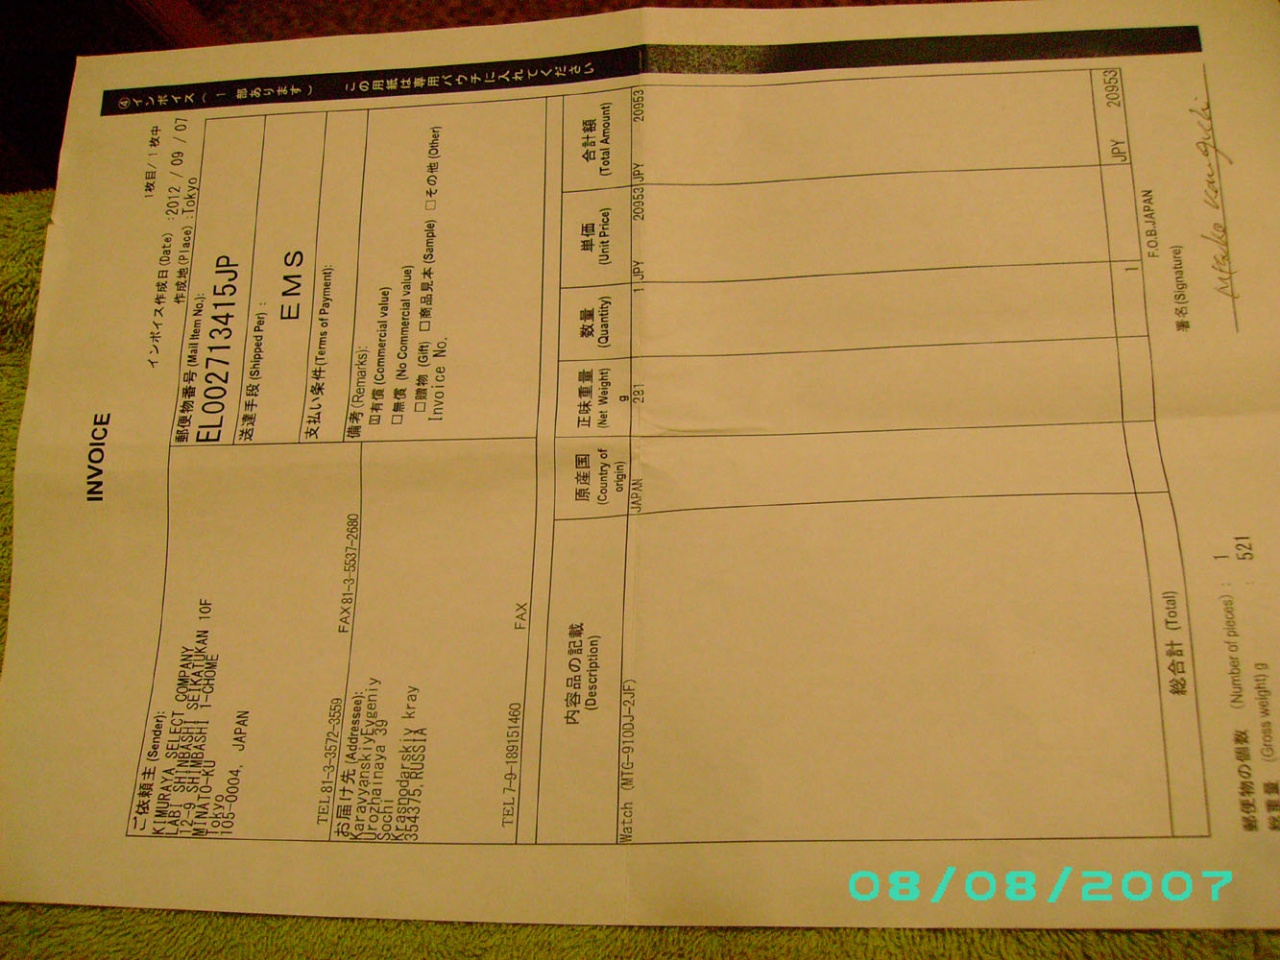 ④インボイス(1部あります) この用紙は専用パウチに入れてください
INVOICE
1枚目/1枚中
インボイス作成日(Date) :2012 / 09 / 07
作成地(Place) :Tokyo
ご依頼主 (Sender):
KIMURAYA SELECT COMPANY
LABI SHINBASHI SEIKATUKAN 10F
12-9 SHIMBASHI 1-CHOME
MINATO-KU
Tokyo
105-0004, JAPAN
TEL 81-3-3572-3559 FAX 81-3-5537-2680
郵便物番号 (Mail Item No.):
EL002713415JP
送達手段 (Shipped Per) :
EMS
支払い条件 (Terms of Payment):
お届け先 (Addressee):
KaravyanskiyEvgeniy
Urozhainaya 39
Sochi
Krasnodarskiy kray
354375, RUSSIA
TEL 7-9-189151460 FAX
備考 (Remarks):
☑有償 (Commercial value)
□無償 (No Commercial value)
□贈物 (Gift) □商品見本 (Sample) □その他 (Other)
Invoice No.
内容品の記載 (Description) 原産国 (Country of origin) 正味重量 (Net Weight) g 数量 (Quantity) 単価 (Unit Price) 合計額 (Total Amount)
Watch (MTG-910DJ-2JF) JAPAN 281 1 JPY 20953 JPY 20953
総合計 (Total) 1 JPY 20953
郵便物の個数 (Number of pieces) : 1
総重量 (Gross weight) g : 521
F.O.B.JAPAN
署名(Signature)
08/08/2007